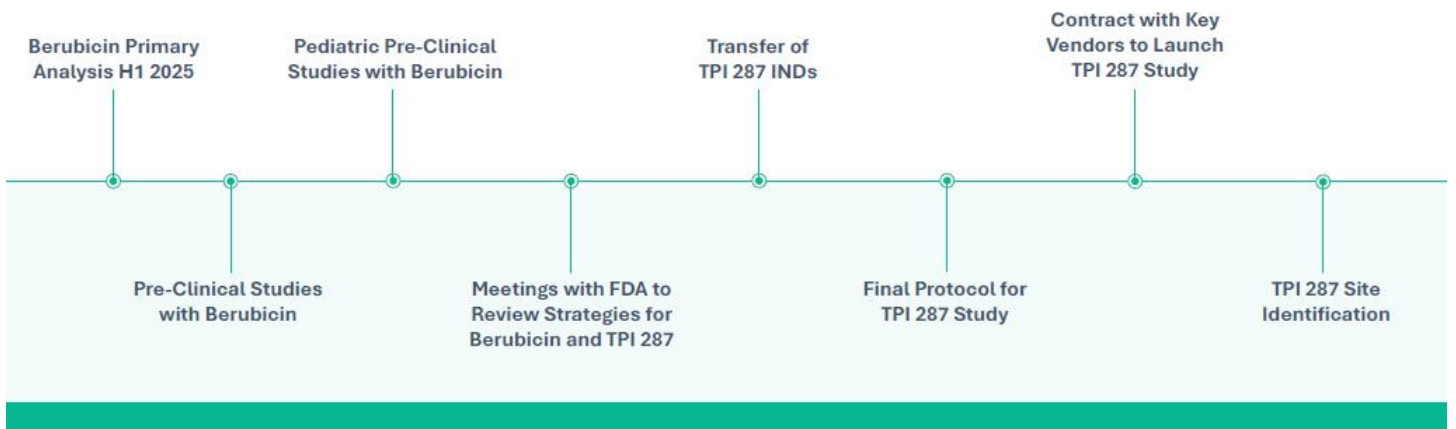 Berubicin Primary
Analysis H1 2025
Pre-Clinical Studies
with Berubicin
Pediatric Pre-Clinical
Studies with Berubicin
Meetings with FDA to
Review Strategies for
Berubicin and TPI 287
Transfer of
TPI 287 INDs
Final Protocol for
TPI 287 Study
Contract with Key
Vendors to Launch
TPI 287 Study
TPI 287 Site
Identification